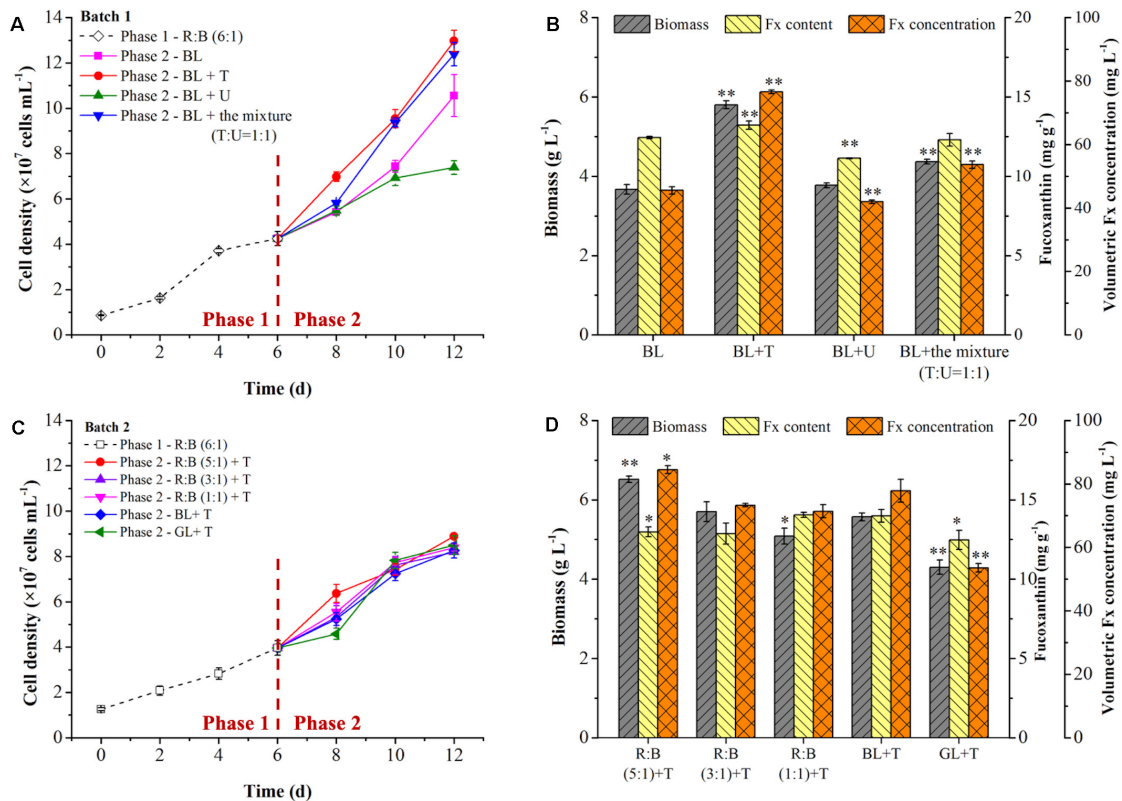 A
Batch 1
Phase 1 - R:B (6:1)
Phase 2 - BL
Phase 2 - BL + T
Phase 2 - BL + U
Phase 2 - BL + the mixture
(T:U=1:1)
Cell density (×10⁷ cells mL⁻¹)
14
12
10
8
6
4
2
0
Phase 1 Phase 2
0 2 4 6 8 10 12
Time (d)
B
Biomass Fx content Fx concentration
Biomass (g L⁻¹)
8
6
4
2
0
** ** ** ** ** ** **
BL BL+T BL+U BL+the mixture
(T:U=1:1)
20
15
10
5
0
Fucoxanthin (mg g⁻¹)
100
80
60
40
20
0
Volumetric Fx concentration (mg L⁻¹)
C
Batch 2
Phase 1 - R:B (6:1)
Phase 2 - R:B (5:1) + T
Phase 2 - R:B (3:1) + T
Phase 2 - R:B (1:1) + T
Phase 2 - BL+ T
Phase 2 - GL+ T
Cell density (×10⁷ cells mL⁻¹)
14
12
10
8
6
4
2
0
Phase 1 Phase 2
0 2 4 6 8 10 12
Time (d)
D
Biomass Fx content Fx concentration
Biomass (g L⁻¹)
8
6
4
2
0
** * * * ** * **
R:B R:B R:B BL+T GL+T
(5:1)+T (3:1)+T (1:1)+T
20
15
10
5
0
Fucoxanthin (mg g⁻¹)
100
80
60
40
20
0
Volumetric Fx concentration (mg L⁻¹)